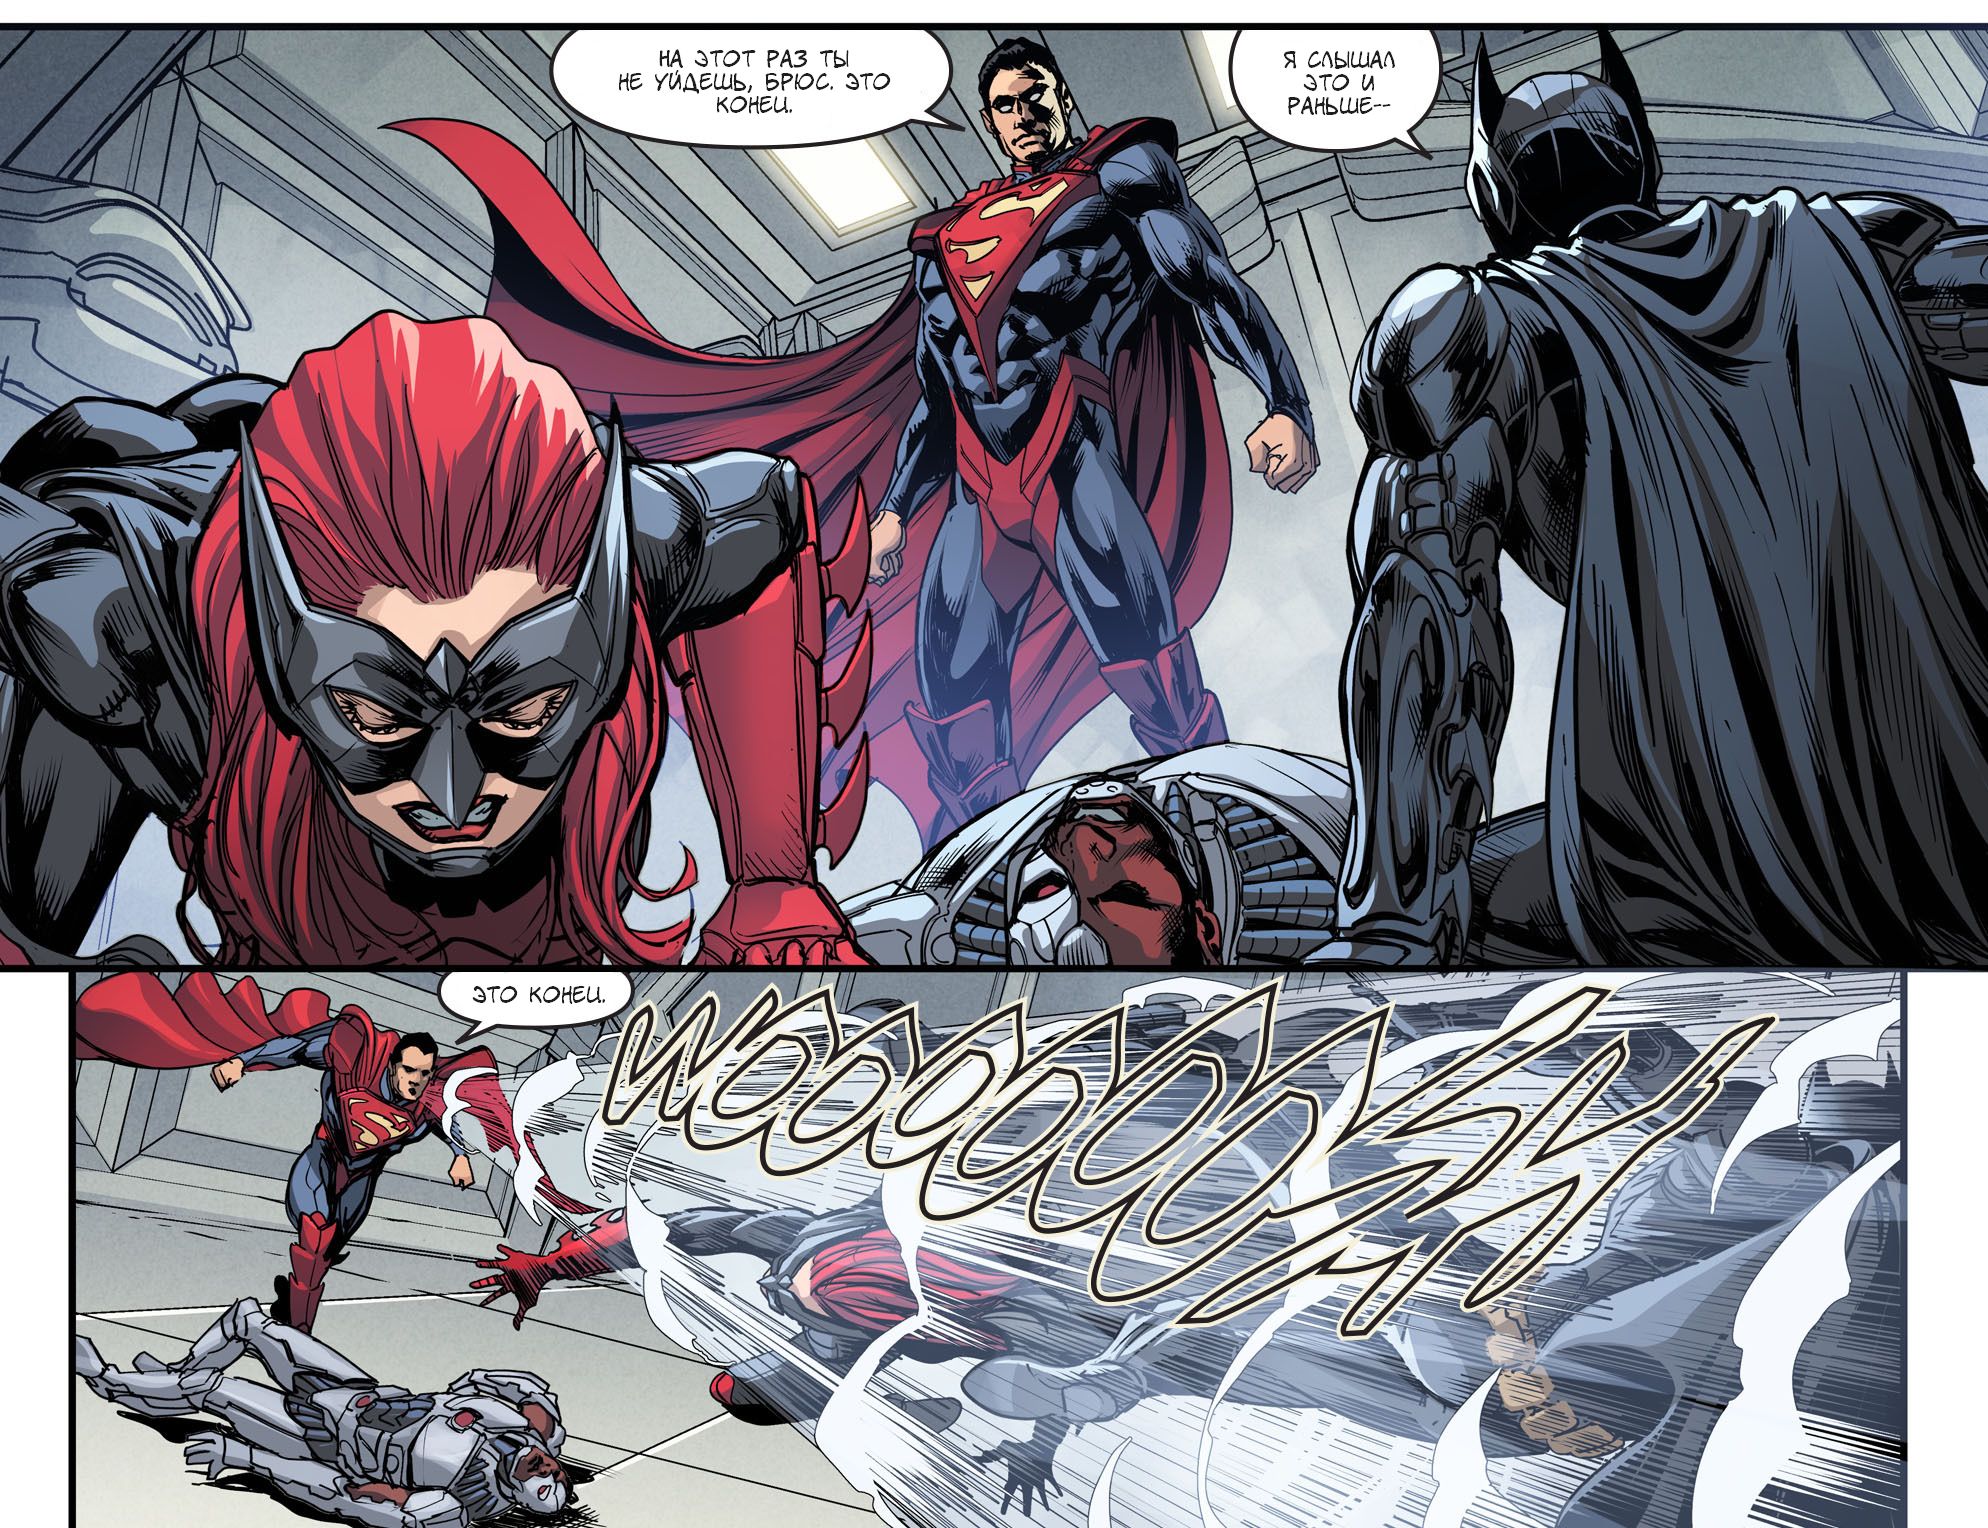 НА ЭТОТ РАЗ ТЫ
НЕ УЙДЕШЬ, БРЮС. ЭТО
КОНЕЦ.
Я СЛЫШАЛ
ЭТО И
РАНЬШЕ--
ЭТО КОНЕЦ.
WOOOOOSH